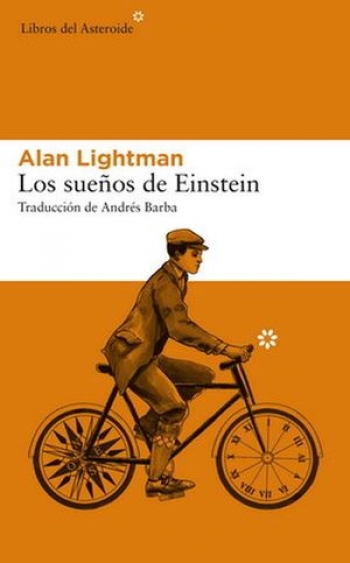 Libros del Asteroide
Alan Lightman
Los sueños de Einstein
Traducción de Andrés Barba